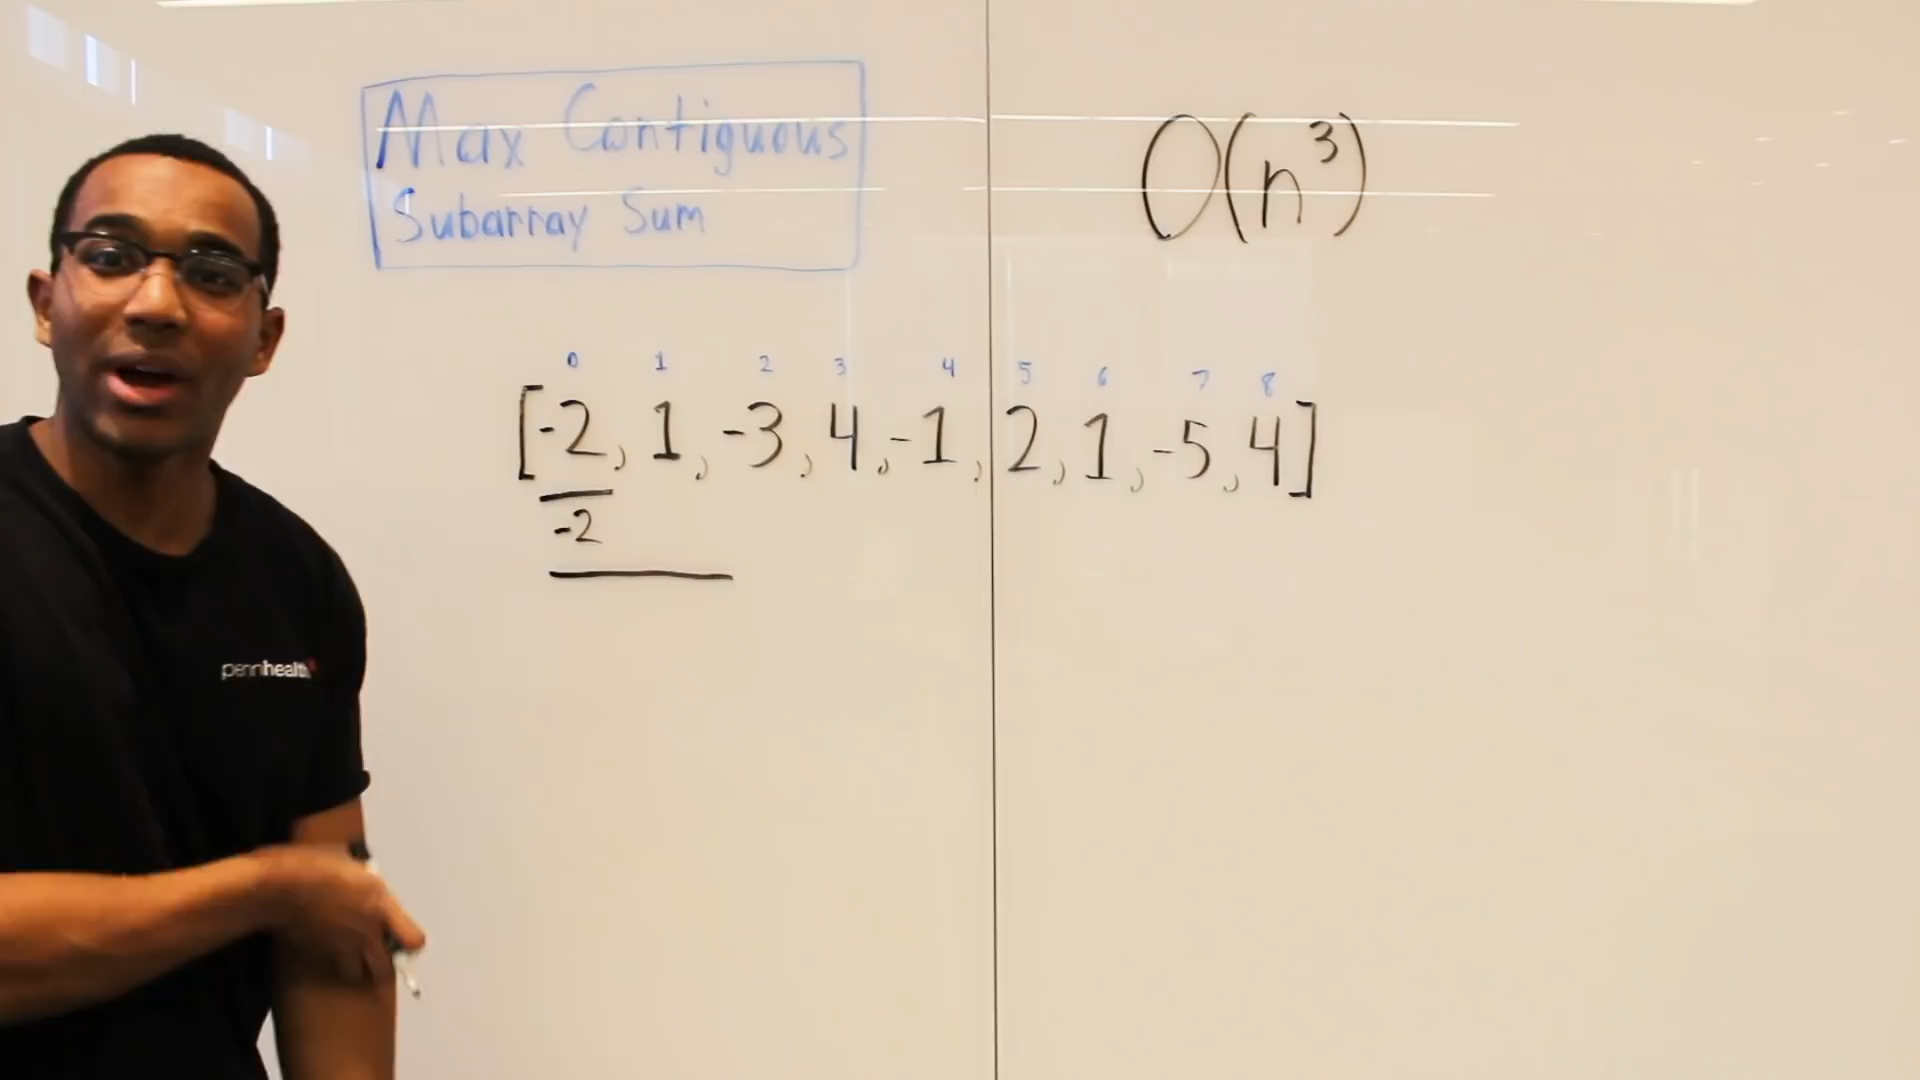 Max Contiguous
Subarray Sum
O(n³)
0 1 2 3 4 5 6 7 8
[-2, 1, -3, 4, -1, 2, 1, -5, 4]
-2
pennhealth